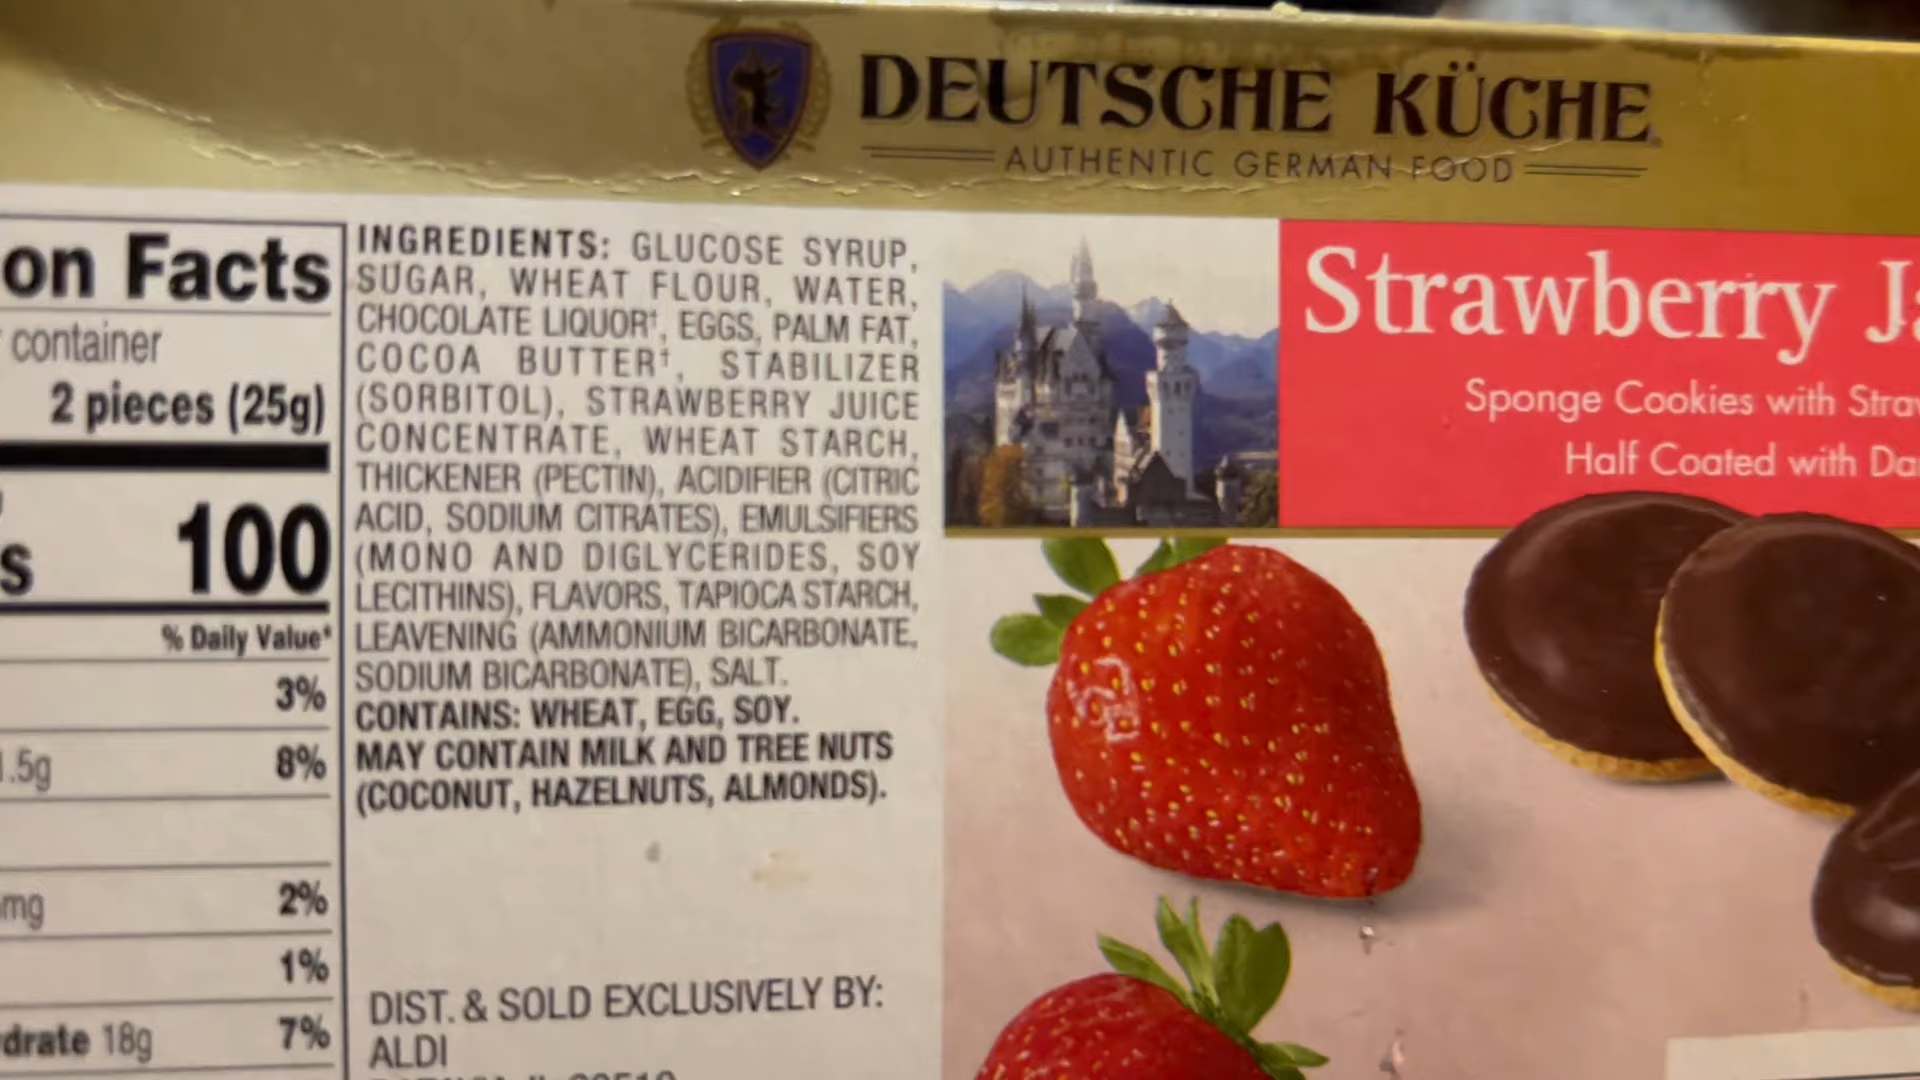 DEUTSCHE KÜCHE
AUTHENTIC GERMAN FOOD
on Facts
container
2 pieces (25g)
s 100
% Daily Value*
3%
1.5g 8%
mg 2%
1%
drate 18g 7%
INGREDIENTS: GLUCOSE SYRUP,
SUGAR, WHEAT FLOUR, WATER,
CHOCOLATE LIQUOR†, EGGS, PALM FAT,
COCOA BUTTER†, STABILIZER
(SORBITOL), STRAWBERRY JUICE
CONCENTRATE, WHEAT STARCH,
THICKENER (PECTIN), ACIDIFIER (CITRIC
ACID, SODIUM CITRATES), EMULSIFIERS
(MONO AND DIGLYCERIDES, SOY
LECITHINS), FLAVORS, TAPIOCA STARCH,
LEAVENING (AMMONIUM BICARBONATE,
SODIUM BICARBONATE), SALT.
CONTAINS: WHEAT, EGG, SOY.
MAY CONTAIN MILK AND TREE NUTS
(COCONUT, HAZELNUTS, ALMONDS).
DIST. & SOLD EXCLUSIVELY BY:
ALDI
Strawberry Ja
Sponge Cookies with Straw
Half Coated with Da